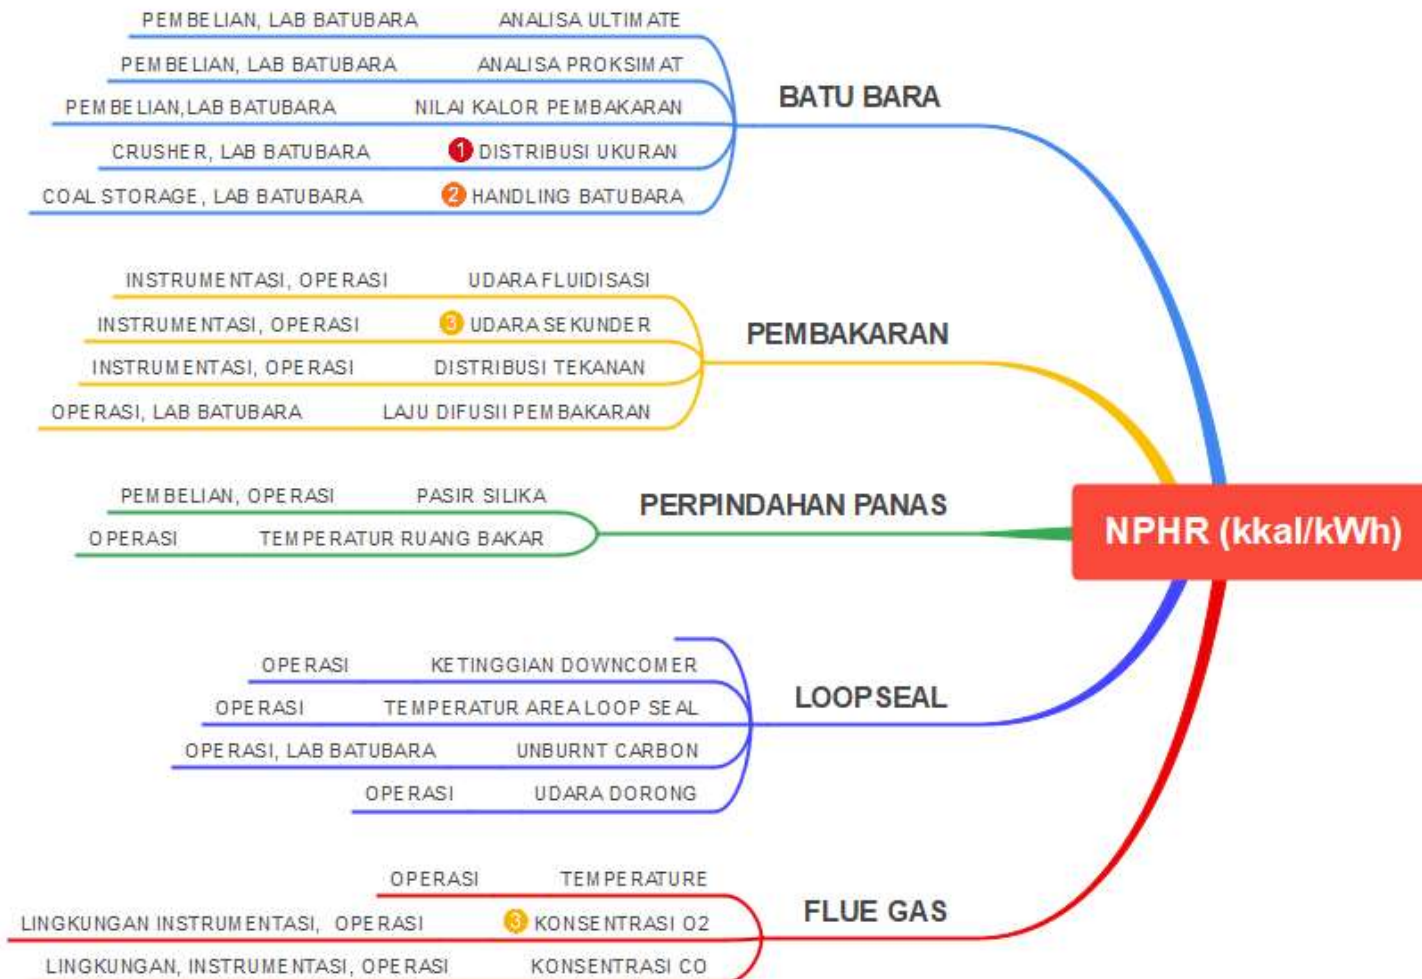 PEMBELIAN, LAB BATUBARA ANALISA ULTIMATE
PEMBELIAN, LAB BATUBARA ANALISA PROKSIMAT
PEMBELIAN,LAB BATUBARA NILAI KALOR PEMBAKARAN
CRUSHER, LAB BATUBARA 1 DISTRIBUSI UKURAN
COAL STORAGE, LAB BATUBARA 2 HANDLING BATUBARA
BATU BARA
INSTRUMENTASI, OPERASI UDARA FLUIDISASI
INSTRUMENTASI, OPERASI 3 UDARA SEKUNDER
INSTRUMENTASI, OPERASI DISTRIBUSI TEKANAN
OPERASI, LAB BATUBARA LAJU DIFUSII PEMBAKARAN
PEMBAKARAN
PEMBELIAN, OPERASI PASIR SILIKA
OPERASI TEMPERATUR RUANG BAKAR
PERPINDAHAN PANAS
NPHR (kkal/kWh)
OPERASI KETINGGIAN DOWNCOMER
OPERASI TEMPERATUR AREA LOOP SEAL
OPERASI, LAB BATUBARA UNBURNT CARBON
OPERASI UDARA DORONG
LOOPSEAL
OPERASI TEMPERATURE
LINGKUNGAN INSTRUMENTASI, OPERASI 3 KONSENTRASI O2
LINGKUNGAN, INSTRUMENTASI, OPERASI KONSENTRASI CO
FLUE GAS